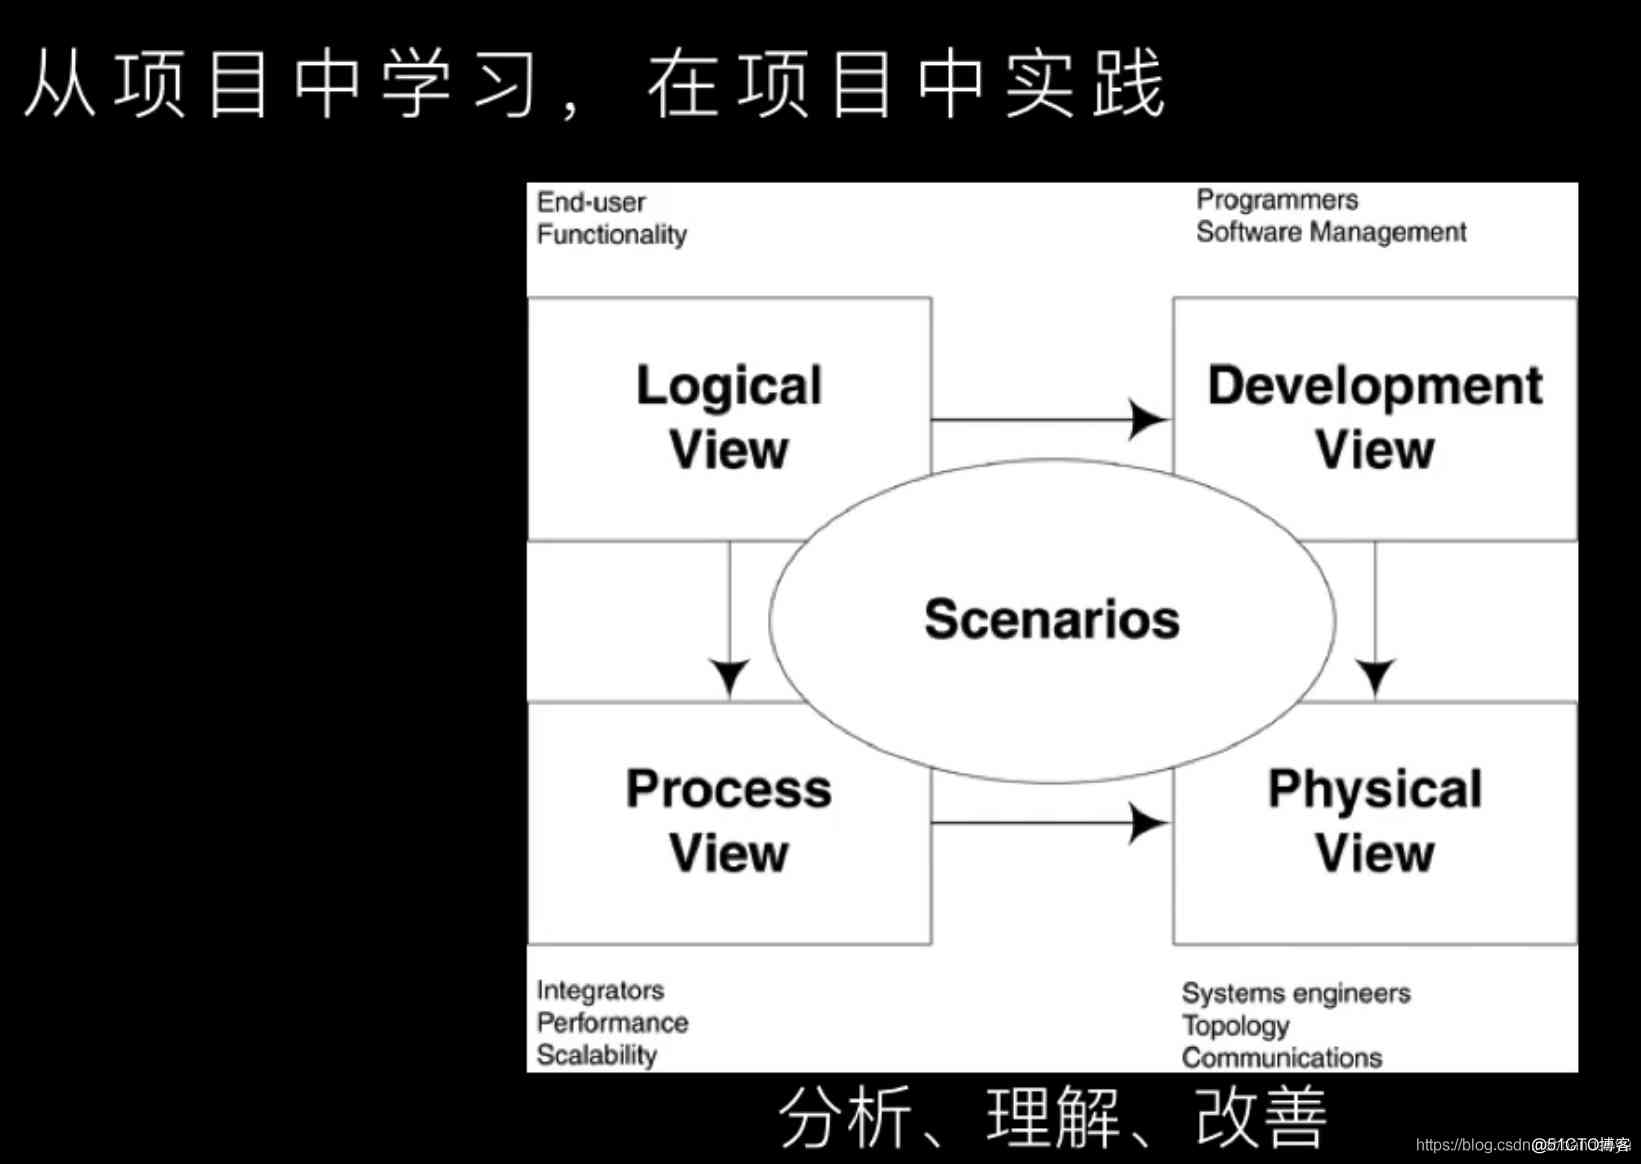 从项目中学习，在项目中实践
End-user
Functionality
Programmers
Software Management
Logical
View
Development
View
Scenarios
Process
View
Physical
View
Integrators
Performance
Scalability
Systems engineers
Topology
Communications
分析、理解、改善
https://blog.csdn
@51CTO博客